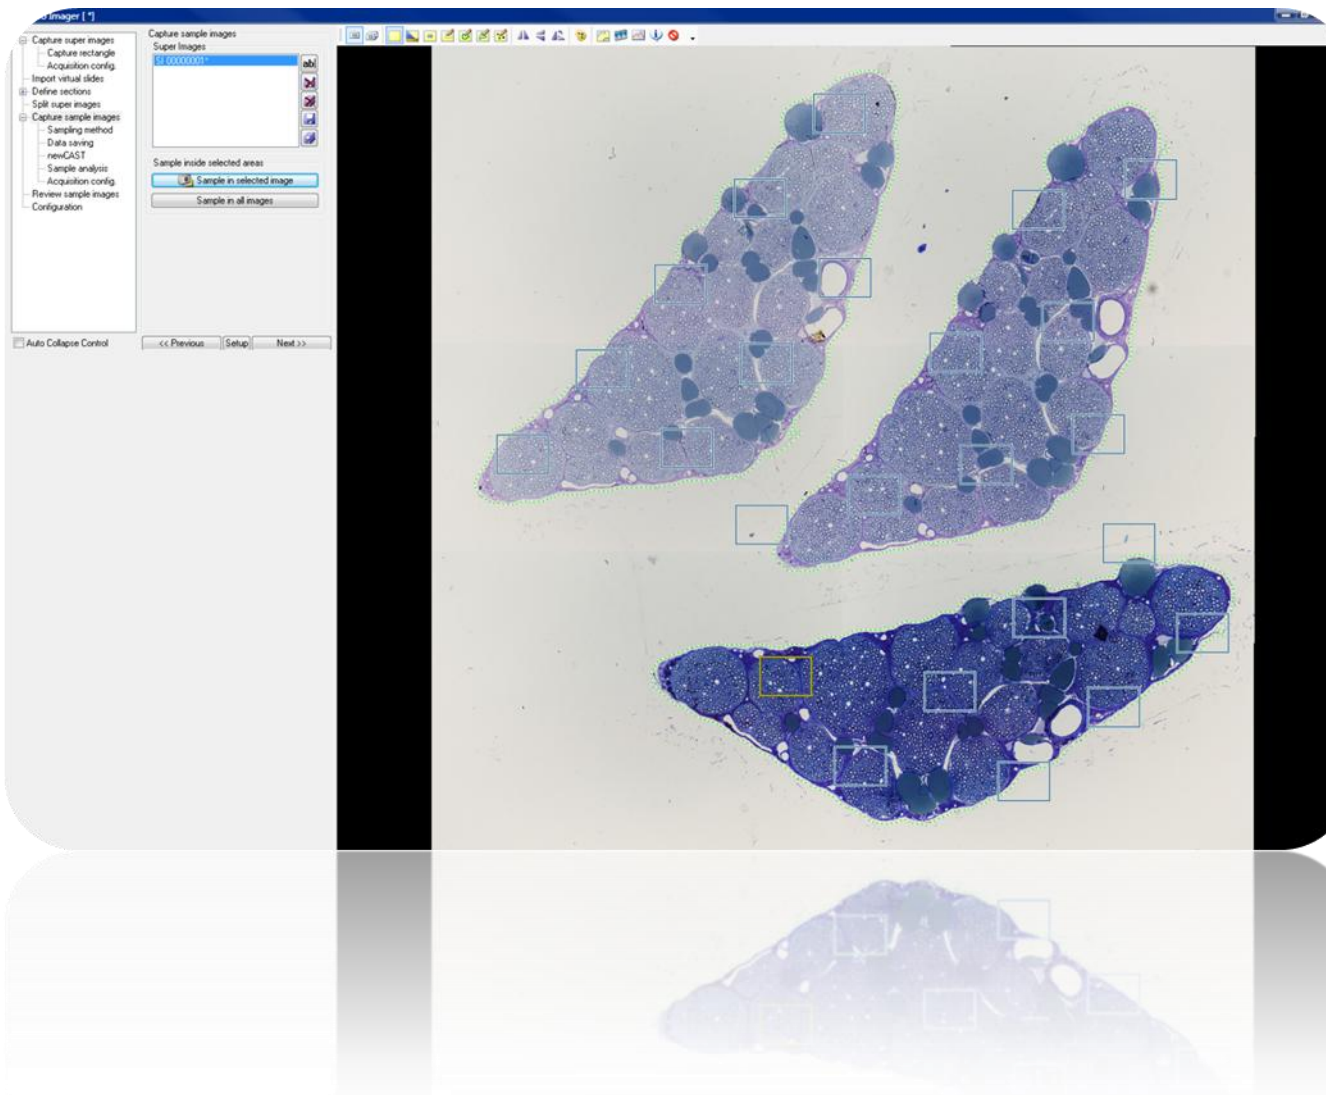 Imager [ *]
Capture super images
Capture rectangle
Acquisition config.
Import virtual slides
Define sections
Split super images
Capture sample images
Sampling method
Data saving
newCAST
Sample analysis
Acquisition config.
Review sample images
Configuration
Auto Collapse Control
Capture sample images
Super Images
SI 00000001*
ab|
Sample inside selected areas
Sample in selected image
Sample in all images
<< Previous
Setup
Next >>